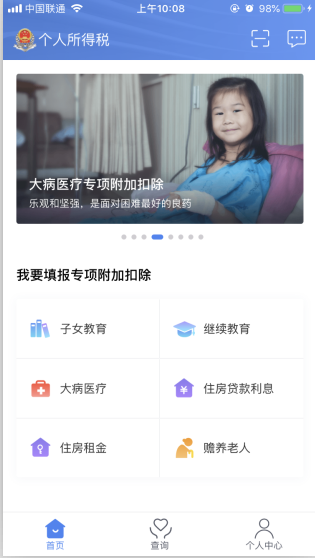 中国联通 上午10:08 98%
个人所得税
大病医疗专项附加扣除
乐观和坚强，是面对困难最好的良药
我要填报专项附加扣除
子女教育 继续教育
大病医疗 住房贷款利息
住房租金 赡养老人
首页 查询 个人中心